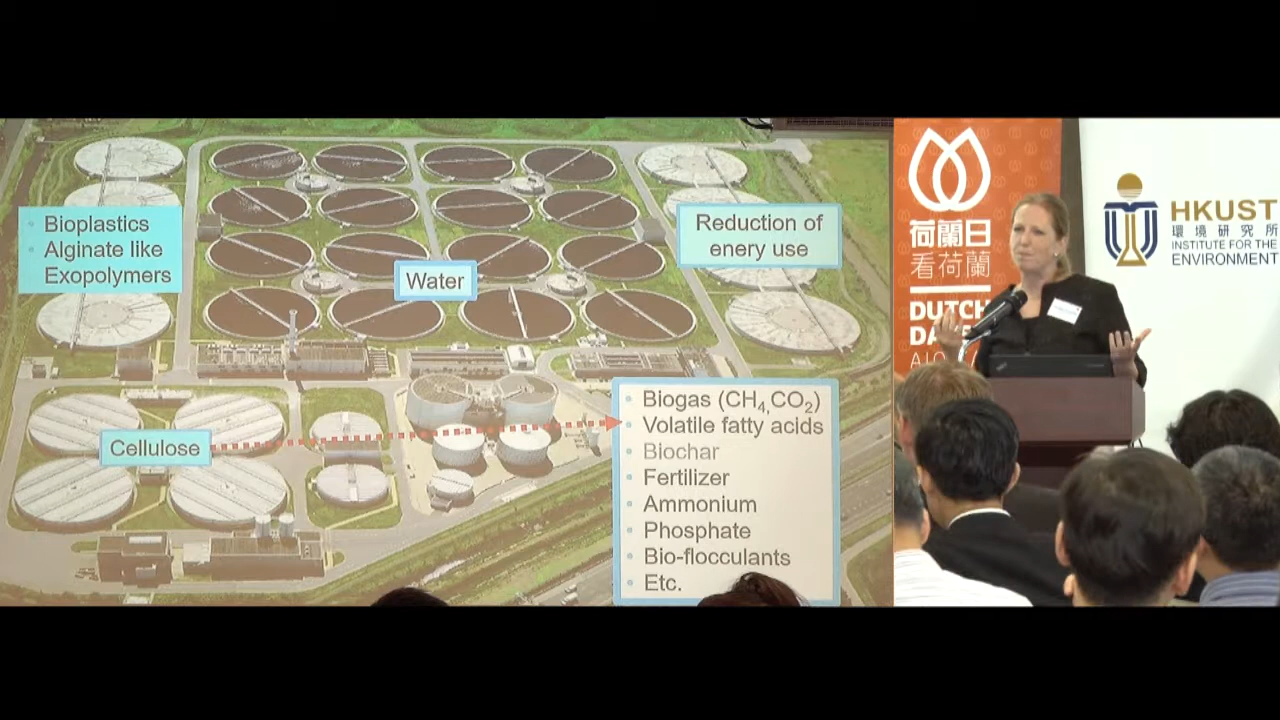 Bioplastics
Alginate like
Exopolymers
Water
Reduction of
enery use
Cellulose
Biogas (CH4,CO2)
Volatile fatty acids
Biochar
Fertilizer
Ammonium
Phosphate
Bio-flocculants
Etc.
荷蘭日
看荷蘭
DUTCH
HKUST
環境研究所
INSTITUTE FOR THE
ENVIRONMENT